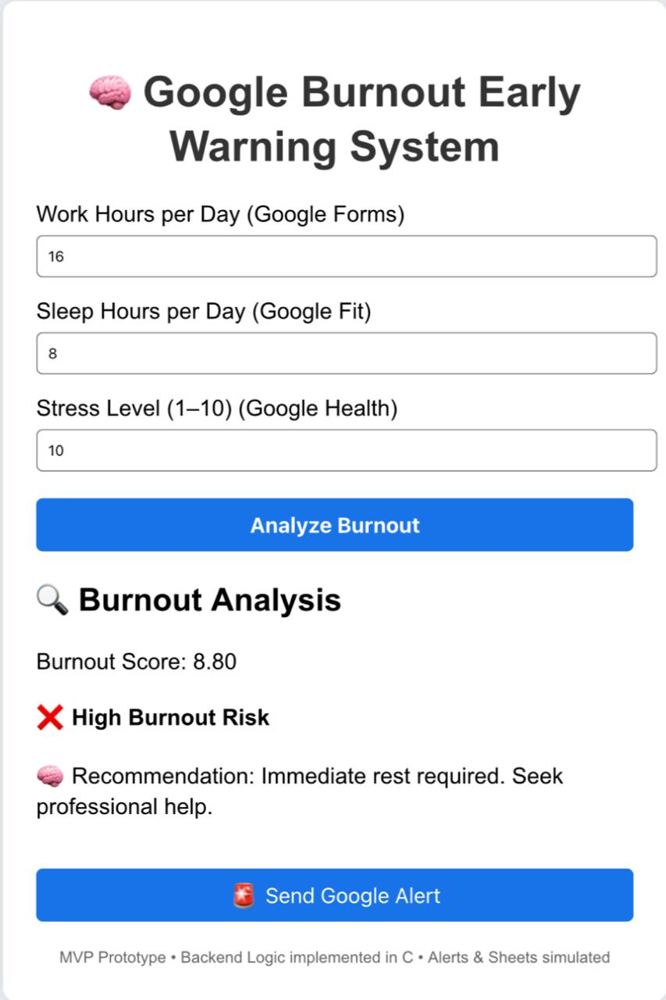 🧠 Google Burnout Early
Warning System
Work Hours per Day (Google Forms)
16
Sleep Hours per Day (Google Fit)
8
Stress Level (1–10) (Google Health)
10
Analyze Burnout
🔍 Burnout Analysis
Burnout Score: 8.80
❌ High Burnout Risk
🧠 Recommendation: Immediate rest required. Seek
professional help.
🚨 Send Google Alert
MVP Prototype • Backend Logic implemented in C • Alerts & Sheets simulated